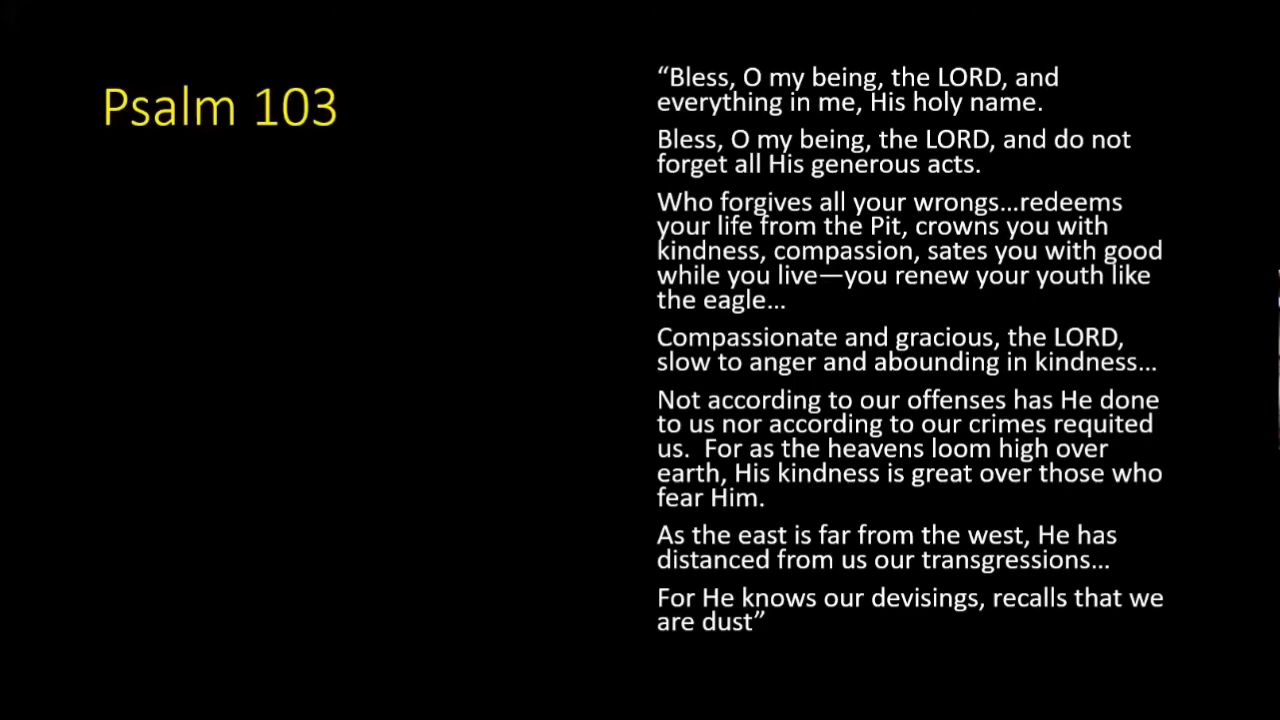 Psalm 103
“Bless, O my being, the LORD, and
everything in me, His holy name.
Bless, O my being, the LORD, and do not
forget all His generous acts.
Who forgives all your wrongs…redeems
your life from the Pit, crowns you with
kindness, compassion, sates you with good
while you live—you renew your youth like
the eagle…
Compassionate and gracious, the LORD,
slow to anger and abounding in kindness…
Not according to our offenses has He done
to us nor according to our crimes requited
us.  For as the heavens loom high over
earth, His kindness is great over those who
fear Him.
As the east is far from the west, He has
distanced from us our transgressions…
For He knows our devisings, recalls that we
are dust”